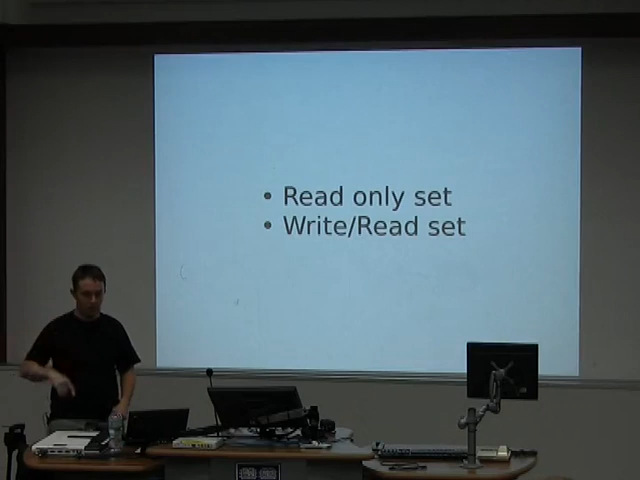 • Read only set
• Write/Read set